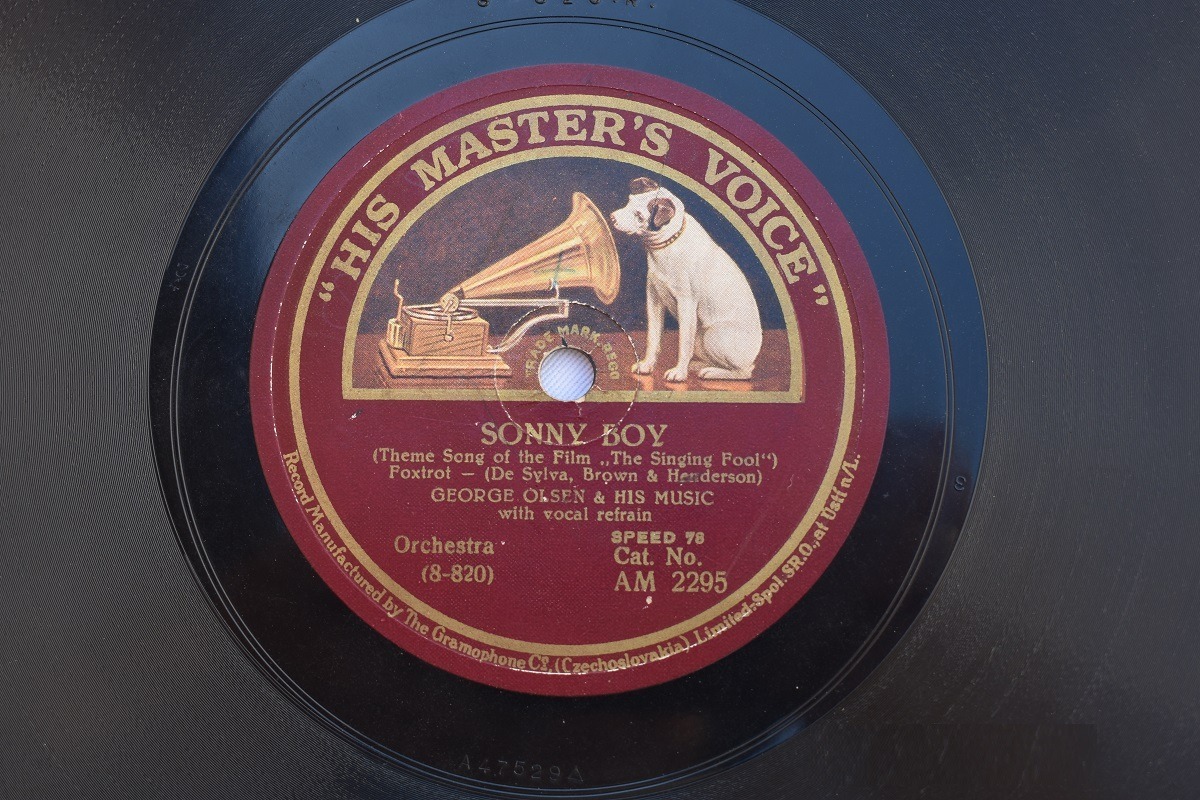 “HIS MASTER'S VOICE”
TRADE MARK. REGD
SONNY BOY
(Theme Song of the Film „The Singing Fool“)
Foxtrot — (De Sylva, Brown & Henderson)
GEORGE OLSEN & HIS MUSIC
with vocal refrain
Orchestra
(8-820)
SPEED 78
Cat. No.
AM 2295
Record Manufactured by The Gramophone Co., (Czechoslovakia) Limited=Spol. SR.O., at Ústí n/L.
A47529Δ